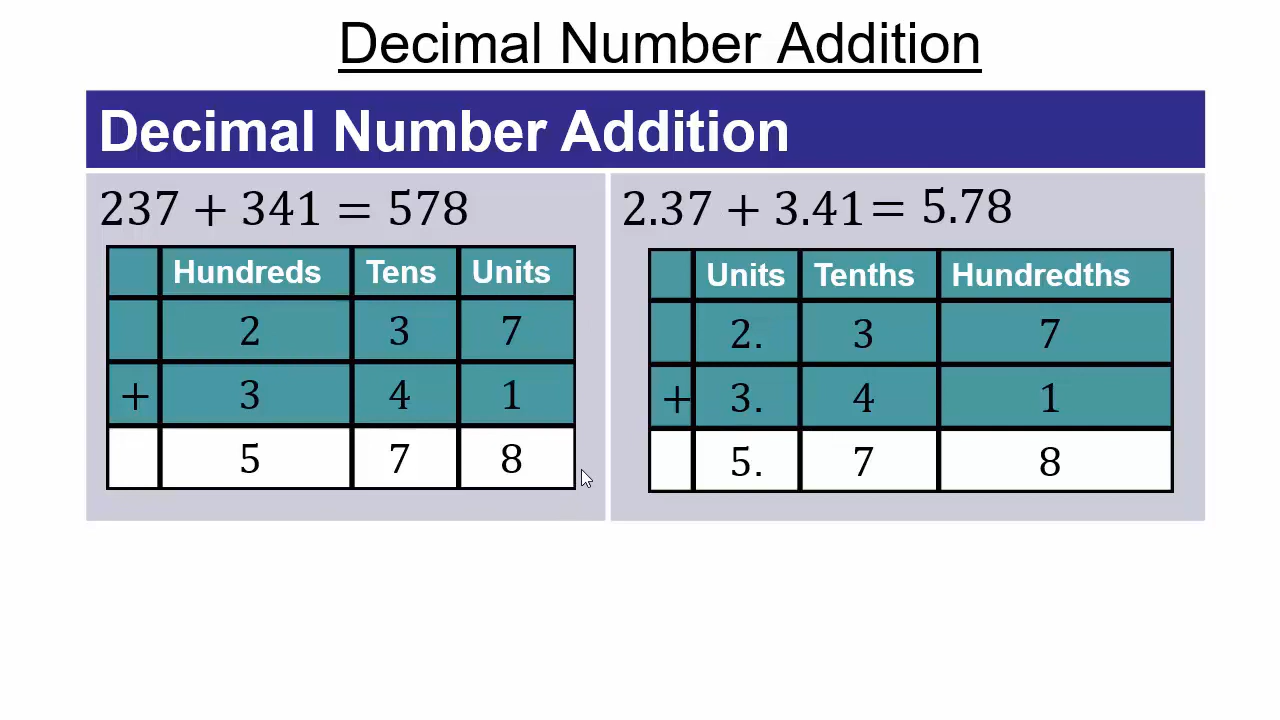 Decimal Number Addition
Decimal Number Addition
237 + 341 = 578
Hundreds Tens Units
2 3 7
+ 3 4 1
5 7 8
2.37 + 3.41 = 5.78
Units Tenths Hundredths
2. 3 7
+ 3. 4 1
5. 7 8